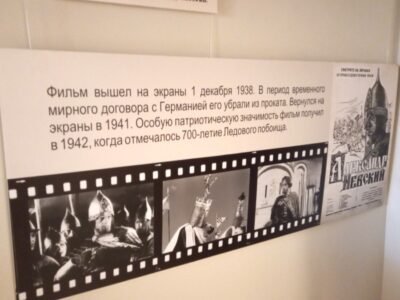 Фильм вышел на экраны 1 декабря 1938. В период временного
мирного договора с Германией его убрали из проката. Вернулся на
экраны в 1941. Особую патриотическую значимость фильм получил
в 1942, когда отмечалось 700-летие Ледового побоища.
АЛЕКСАНДР
НЕВСКИЙ